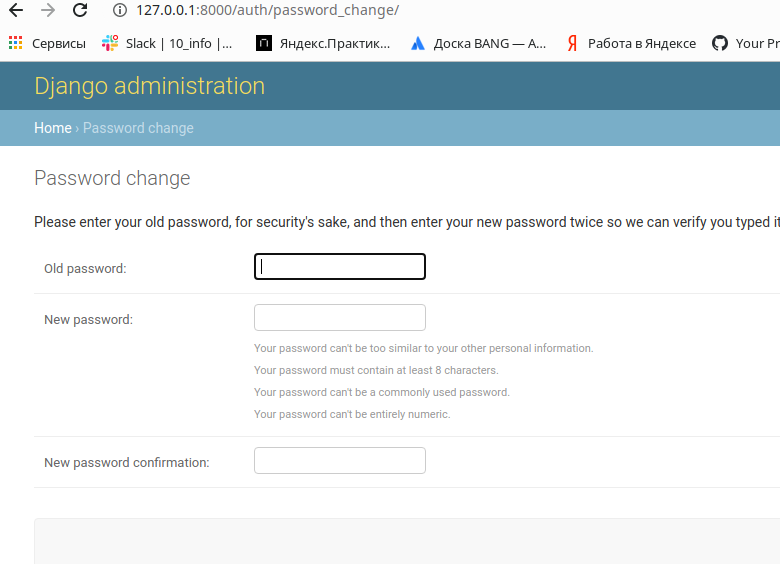 127.0.0.1:8000/auth/password_change/
Сервисы Slack | 10_info |... Яндекс.Практик... Доска BANG — A... Работа в Яндексе Your Pr
Django administration
Home › Password change
Password change
Please enter your old password, for security's sake, and then enter your new password twice so we can verify you typed it
Old password:
New password:
Your password can't be too similar to your other personal information.
Your password must contain at least 8 characters.
Your password can't be a commonly used password.
Your password can't be entirely numeric.
New password confirmation: